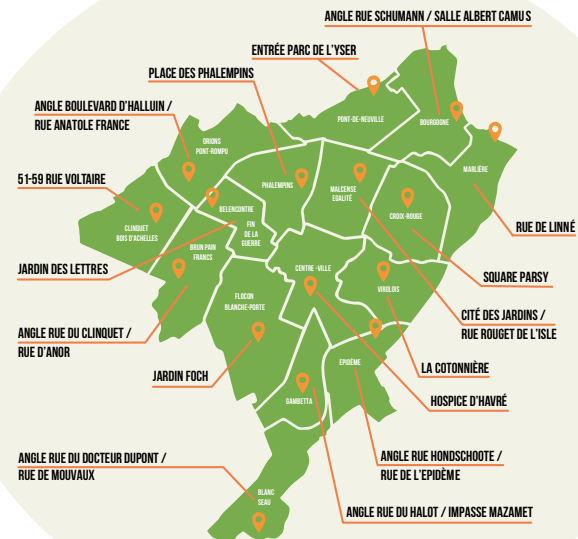 ANGLE RUE SCHUMANN / SALLE ALBERT CAMUS
ENTRÉE PARC DE L'YSER
PLACE DES PHALEMPINS
ANGLE BOULEVARD D'HALLUIN /
RUE ANATOLE FRANCE
51-59 RUE VOLTAIRE
JARDIN DES LETTRES
ANGLE RUE DU CLINQUET /
RUE D'ANOR
JARDIN FOCH
ANGLE RUE DU DOCTEUR DUPONT /
RUE DE MOUVAUX
PONT-DE-NEUVILLE
BOURGOGNE
MARLIÈRE
ORIONS
PONT-ROMPU
PHALEMPINS
MALCENSE
EGALITÉ
CROIX-ROUGE
CLINQUET
BOIS D'ACHELLES
BELENCONTRE
FIN
DE LA
GUERRE
BRUN PAIN
FRANCS
CENTRE-VILLE
VIROLOIS
FLOCON
BLANCHE-PORTE
EPIDÈME
GAMBETTA
BLANC
SEAU
RUE DE LINNÉ
SQUARE PARSY
CITÉ DES JARDINS /
RUE ROUGET DE L'ISLE
LA COTONNIÈRE
HOSPICE D'HAVRÉ
ANGLE RUE HONDSCHOOTE /
RUE DE L'EPIDÈME
ANGLE RUE DU HALOT / IMPASSE MAZAMET